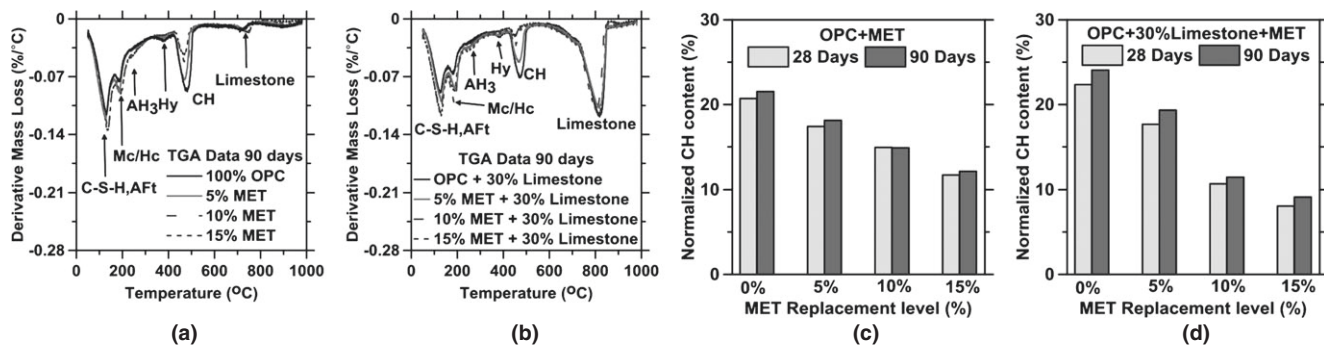 0
-0.07
-0.14
-0.21
-0.28
Derivative Mass Loss (%/°C)
AH3
Hy
CH
Limestone
Mc/Hc
C-S-H,AFt
TGA Data 90 days
100% OPC
5% MET
10% MET
15% MET
0 200 400 600 800 1000
Temperature (OC)
(a)
0
-0.07
-0.14
-0.21
-0.28
Derivative Mass Loss (%/°C)
AH3
Hy
CH
Mc/Hc
C-S-H,AFt
Limestone
TGA Data 90 days
OPC + 30% Limestone
5% MET + 30% Limestone
10% MET + 30% Limestone
15% MET + 30% Limestone
0 200 400 600 800 1000
Temperature (OC)
(b)
30
20
10
0
Normalized CH content (%)
OPC+MET
28 Days 90 Days
0% 5% 10% 15%
MET Replacement level (%)
(c)
30
20
10
0
Normalized CH content (%)
OPC+30%Limestone+MET
28 Days 90 Days
0% 5% 10% 15%
MET Replacement level (%)
(d)